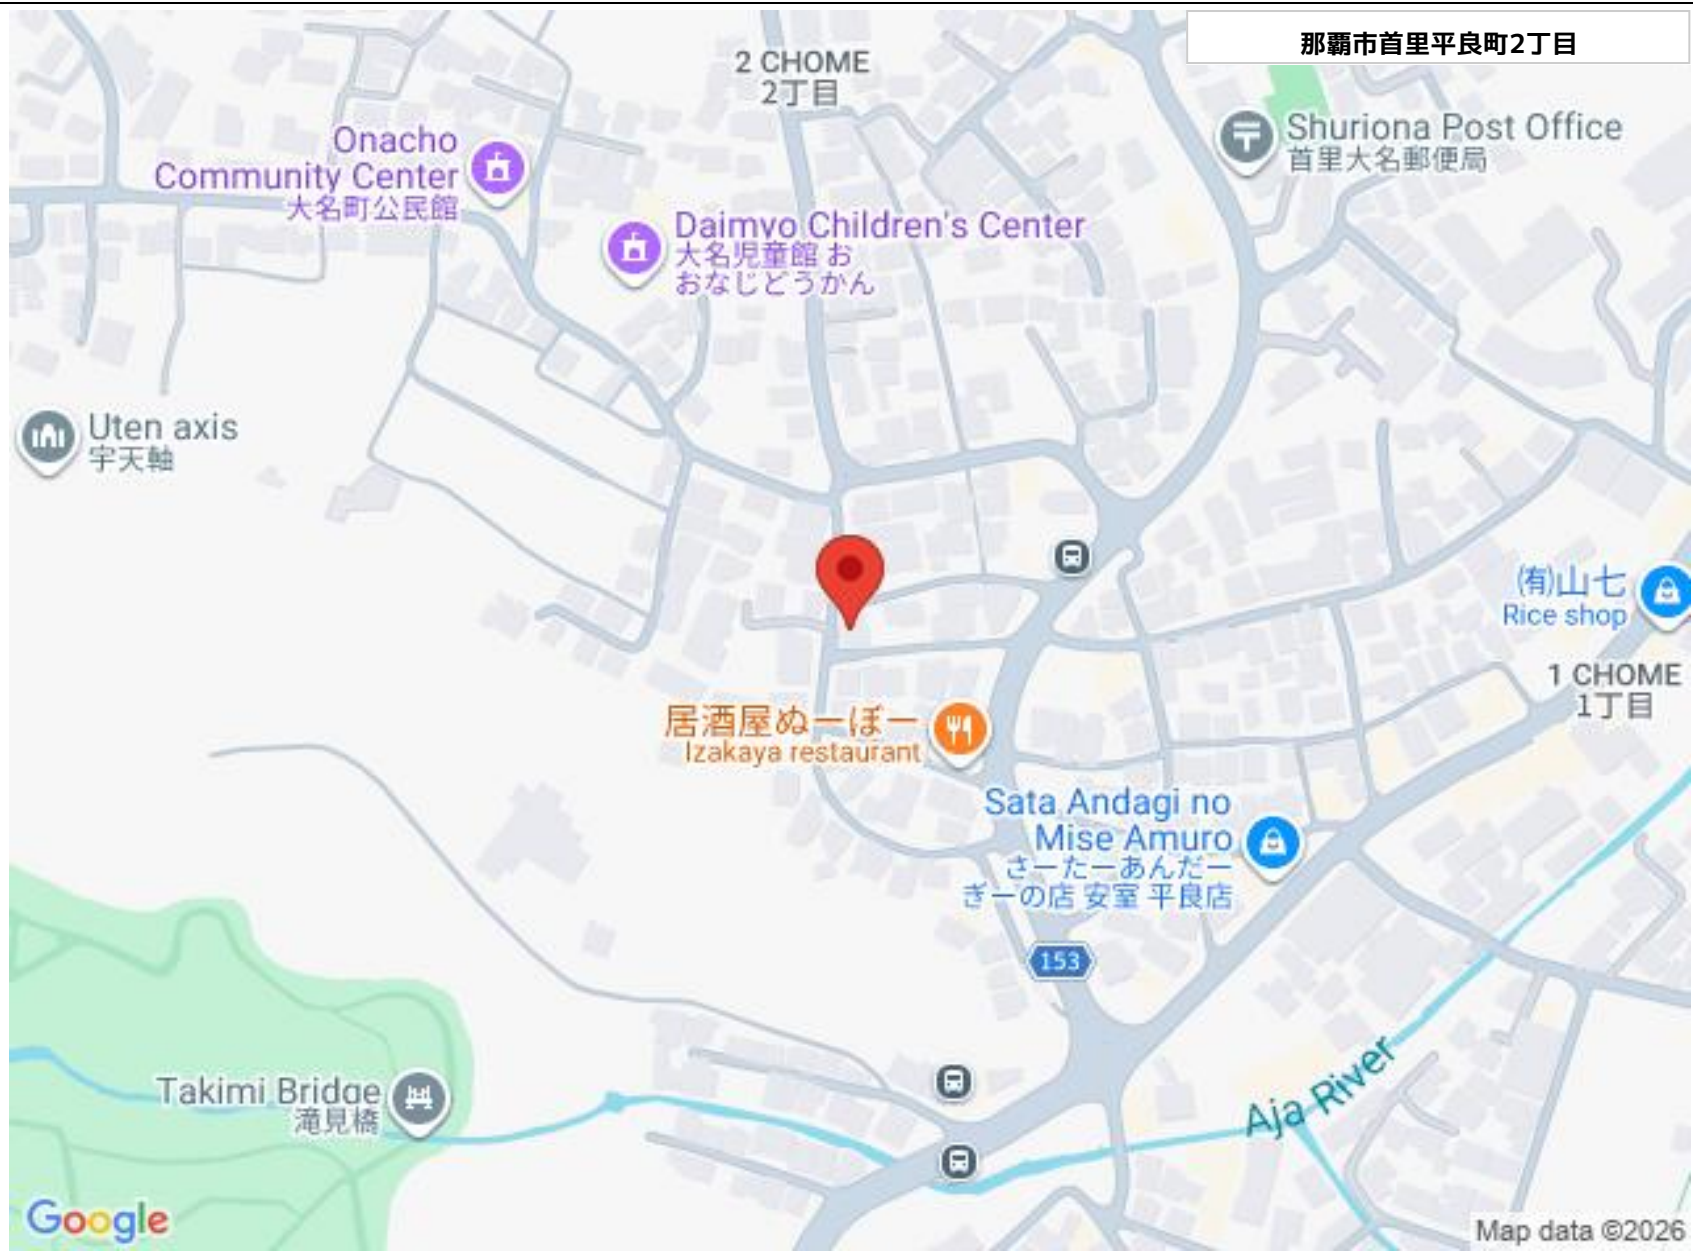 那覇市首里平良町2丁目
2 CHOME
2丁目
Shuriona Post Office
首里大名郵便局
Onacho
Community Center
大名町公民館
Daimyo Children's Center
大名児童館 お
おなじどうかん
Uten axis
宇天軸
㈲山七
Rice shop
1 CHOME
1丁目
居酒屋ぬーぼー
Izakaya restaurant
Sata Andagi no
Mise Amuro
さーたーあんだー
ぎーの店 安室 平良店
153
Takimi Bridge
滝見橋
Aja River
Google
Map data ©2026